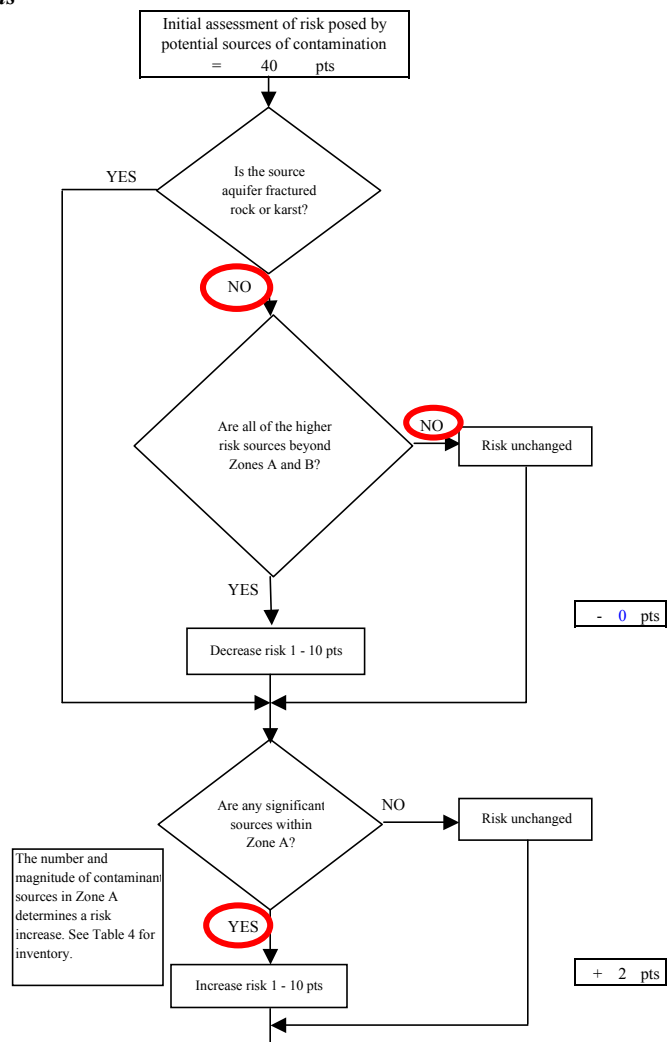 Initial assessment of risk posed by
potential sources of contamination
= 40 pts
YES
Is the source
aquifer fractured
rock or karst?
NO
Are all of the higher
risk sources beyond
Zones A and B?
NO
Risk unchanged
YES
- 0 pts
Decrease risk 1 - 10 pts
Are any significant
sources within
Zone A?
NO
Risk unchanged
The number and
magnitude of contaminant
sources in Zone A
determines a risk
increase. See Table 4 for
inventory.
YES
+ 2 pts
Increase risk 1 - 10 pts